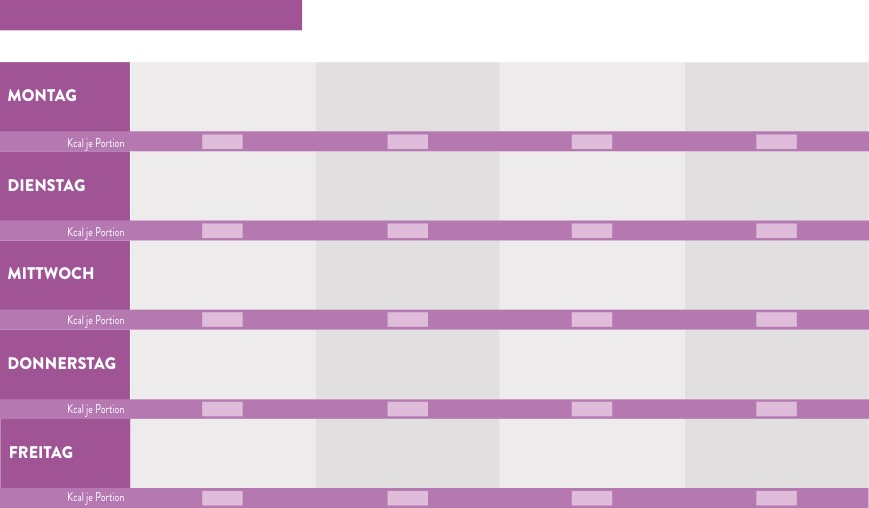 MONTAG
Kcal je Portion
DIENSTAG
Kcal je Portion
MITTWOCH
Kcal je Portion
DONNERSTAG
Kcal je Portion
FREITAG
Kcal je Portion